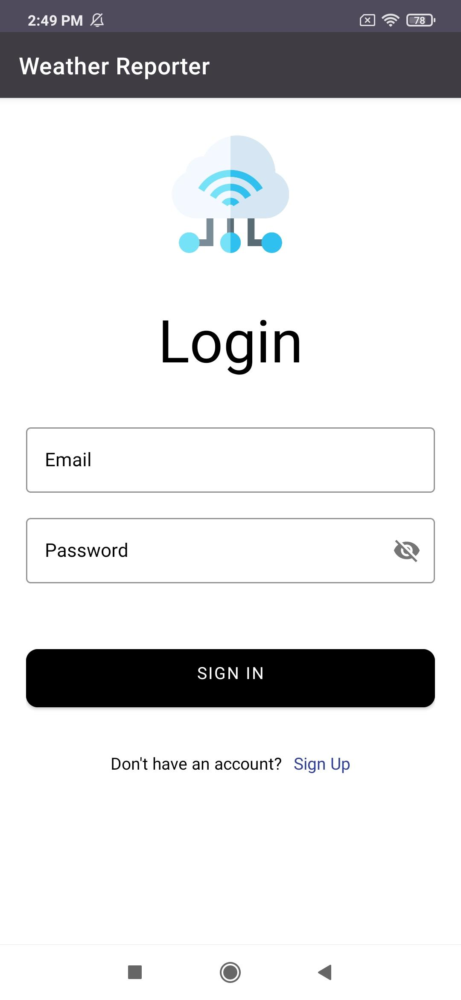 2:49 PM 78
Weather Reporter
Login
Email
Password
SIGN IN
Don't have an account? Sign Up